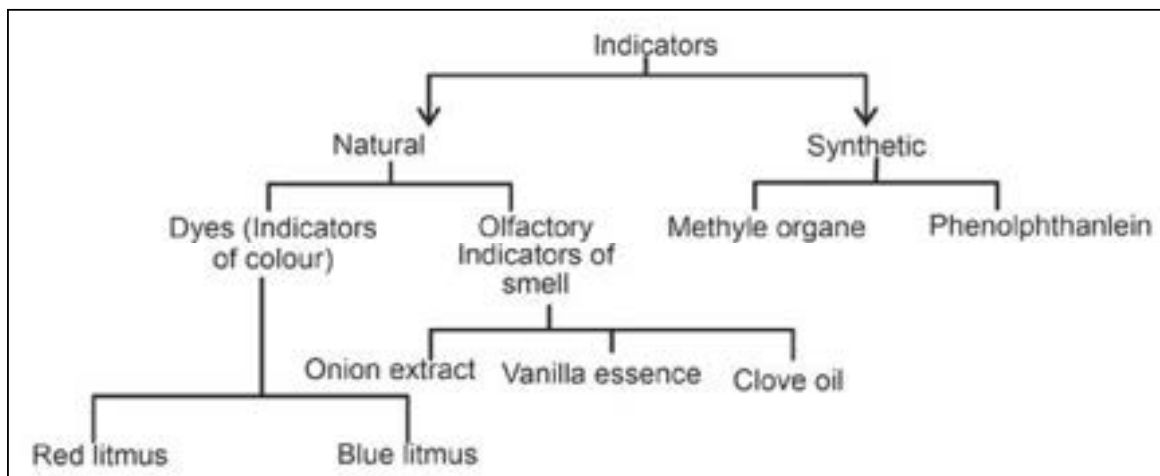 Indicators
Natural
Synthetic
Dyes (Indicators
of colour)
Olfactory
Indicators of
smell
Methyle organe
Phenolphthanlein
Onion extract
Vanilla essence
Clove oil
Red litmus
Blue litmus